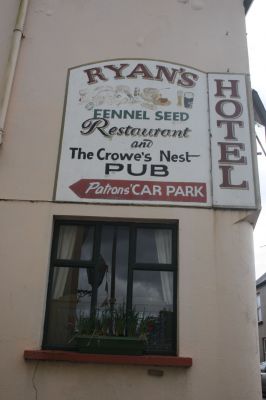 RYAN'S
FENNEL SEED
Restaurant
and
The Crowe's Nest
PUB
Patrons' CAR PARK
HOTEL